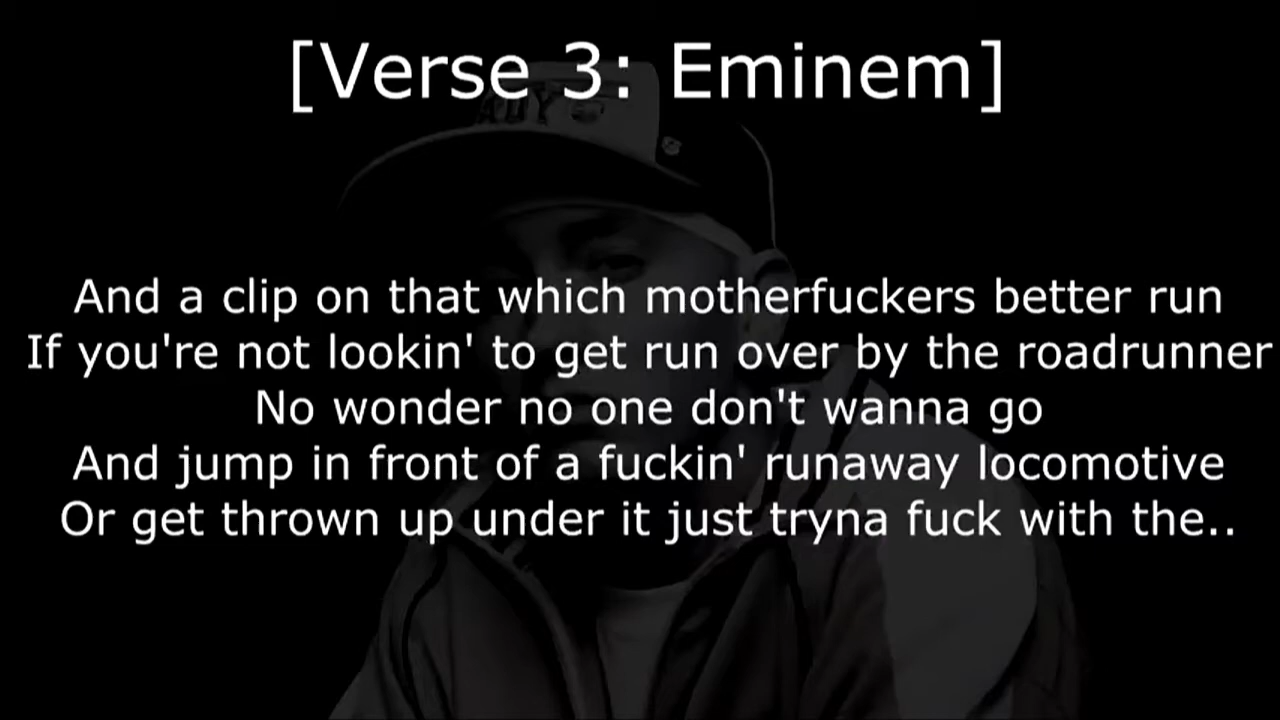 [Verse 3: Eminem]
ADY
And a clip on that which motherfuckers better run
If you're not lookin' to get run over by the roadrunner
No wonder no one don't wanna go
And jump in front of a fuckin' runaway locomotive
Or get thrown up under it just tryna fuck with the..